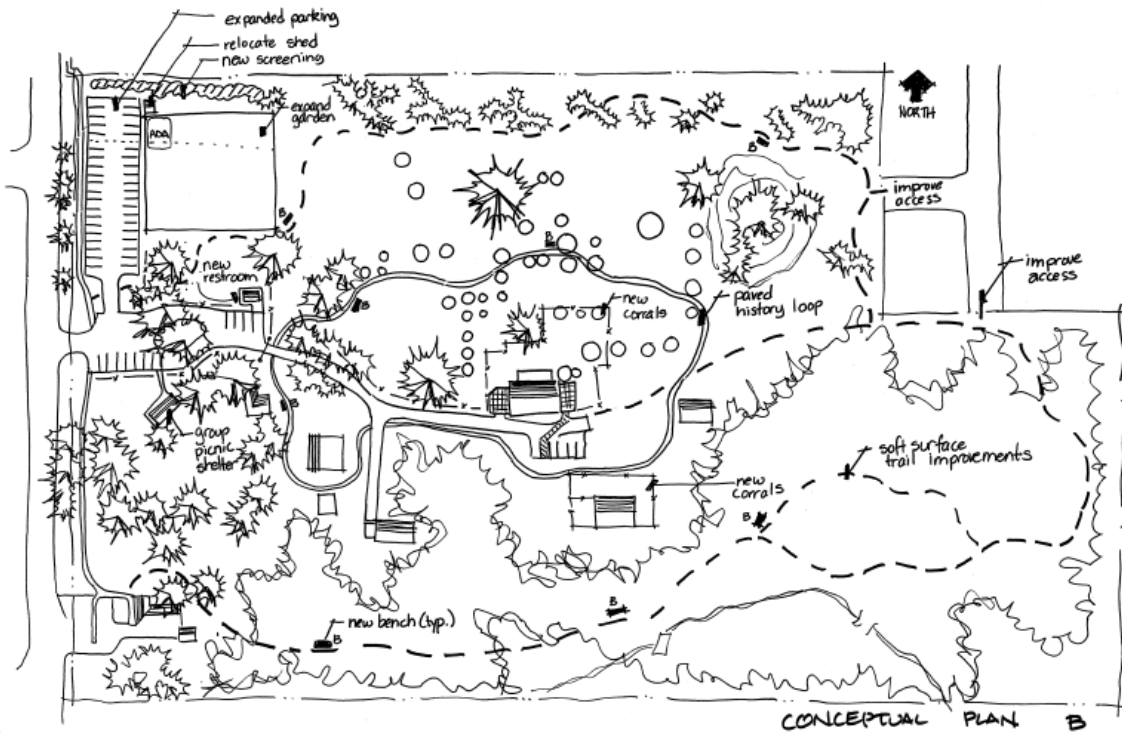 expanded parking
relocate shed
new screening
expand
garden
ADA
NORTH
B
improve
access
B
B
new
restroom
improve
access
B
new
corrals
paved
history loop
B
group
picnic
shelter
soft surface
trail improvements
new
corrals
B
B
new bench (typ.)
B
CONCEPTUAL PLAN B